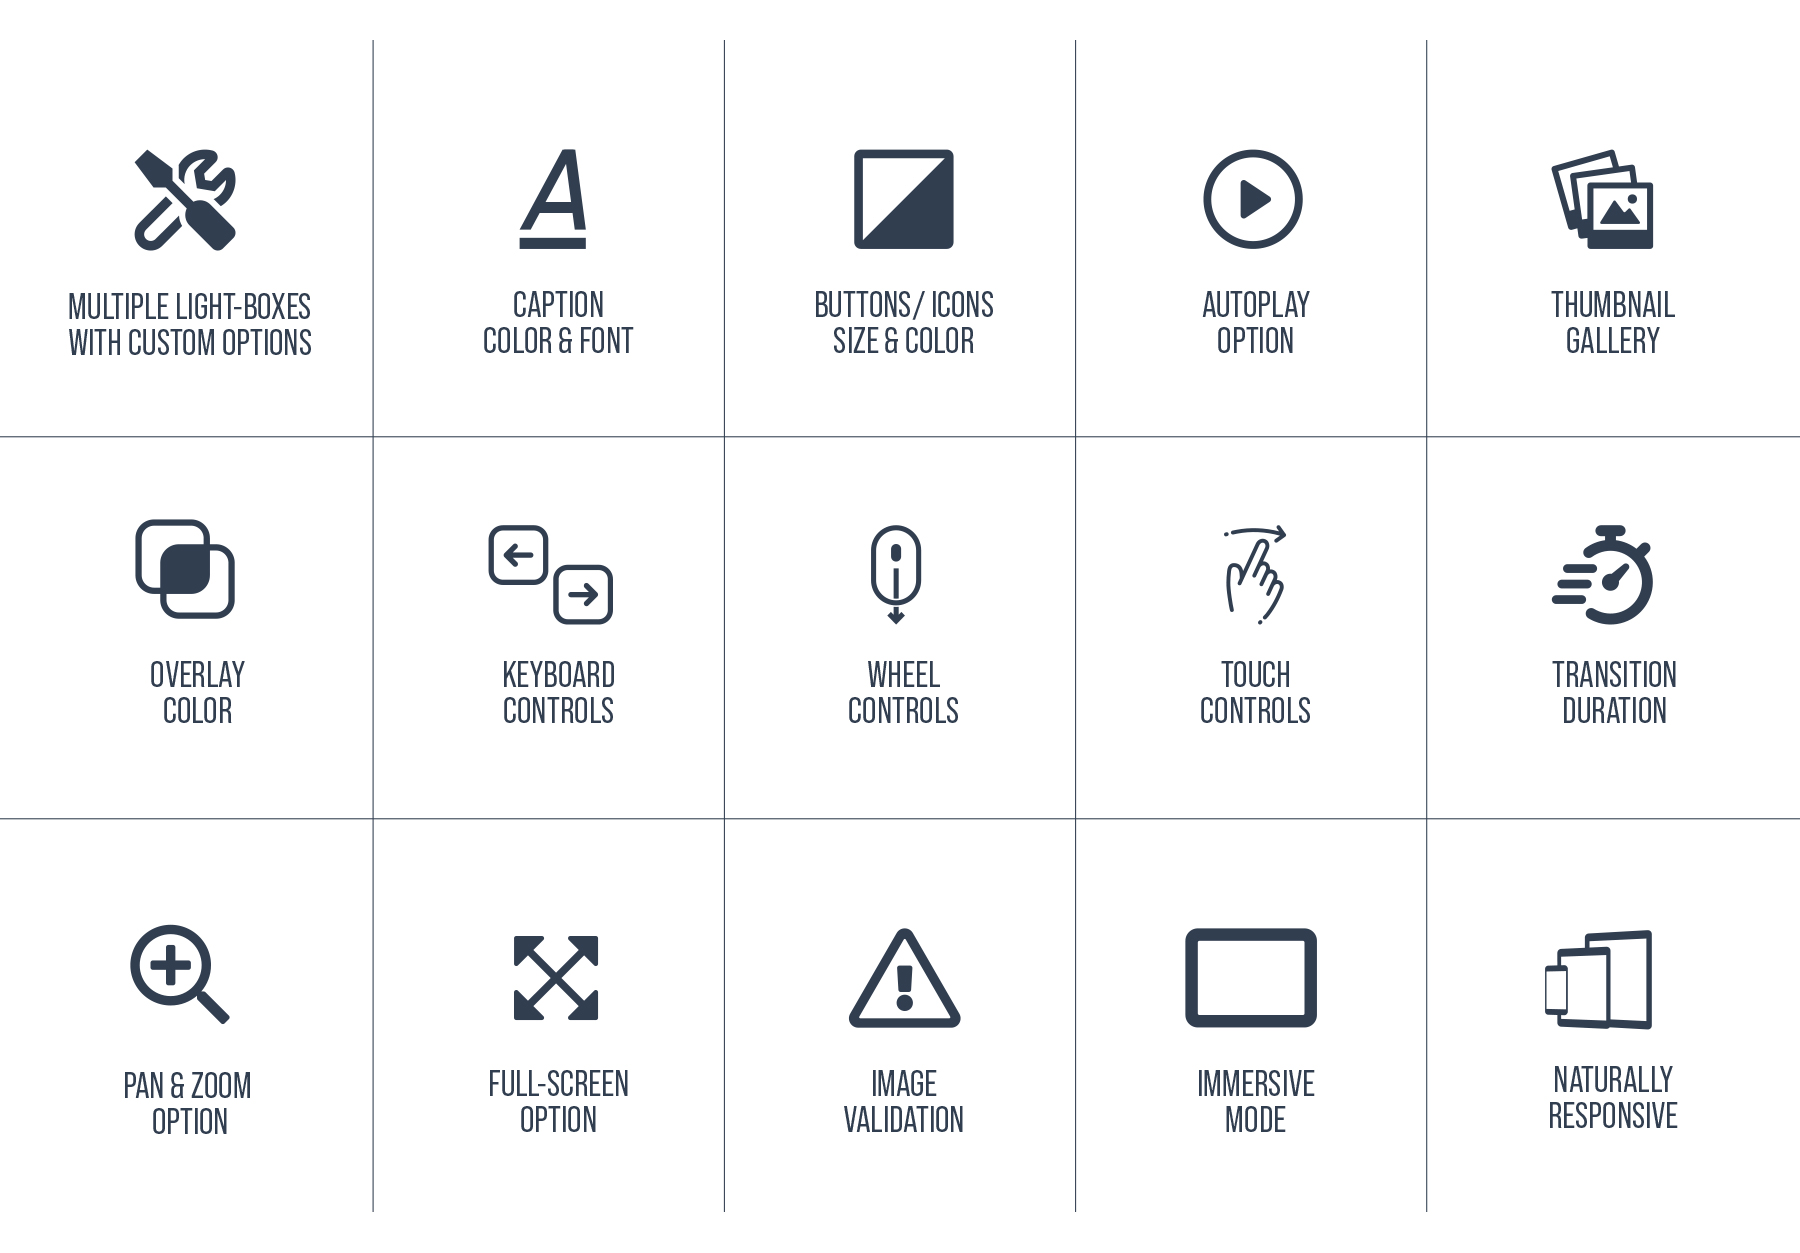 MULTIPLE LIGHT-BOXES
WITH CUSTOM OPTIONS
CAPTION
COLOR & FONT
BUTTONS/ ICONS
SIZE & COLOR
AUTOPLAY
OPTION
THUMBNAIL
GALLERY
OVERLAY
COLOR
KEYBOARD
CONTROLS
WHEEL
CONTROLS
TOUCH
CONTROLS
TRANSITION
DURATION
PAN & ZOOM
OPTION
FULL-SCREEN
OPTION
IMAGE
VALIDATION
IMMERSIVE
MODE
NATURALLY
RESPONSIVE